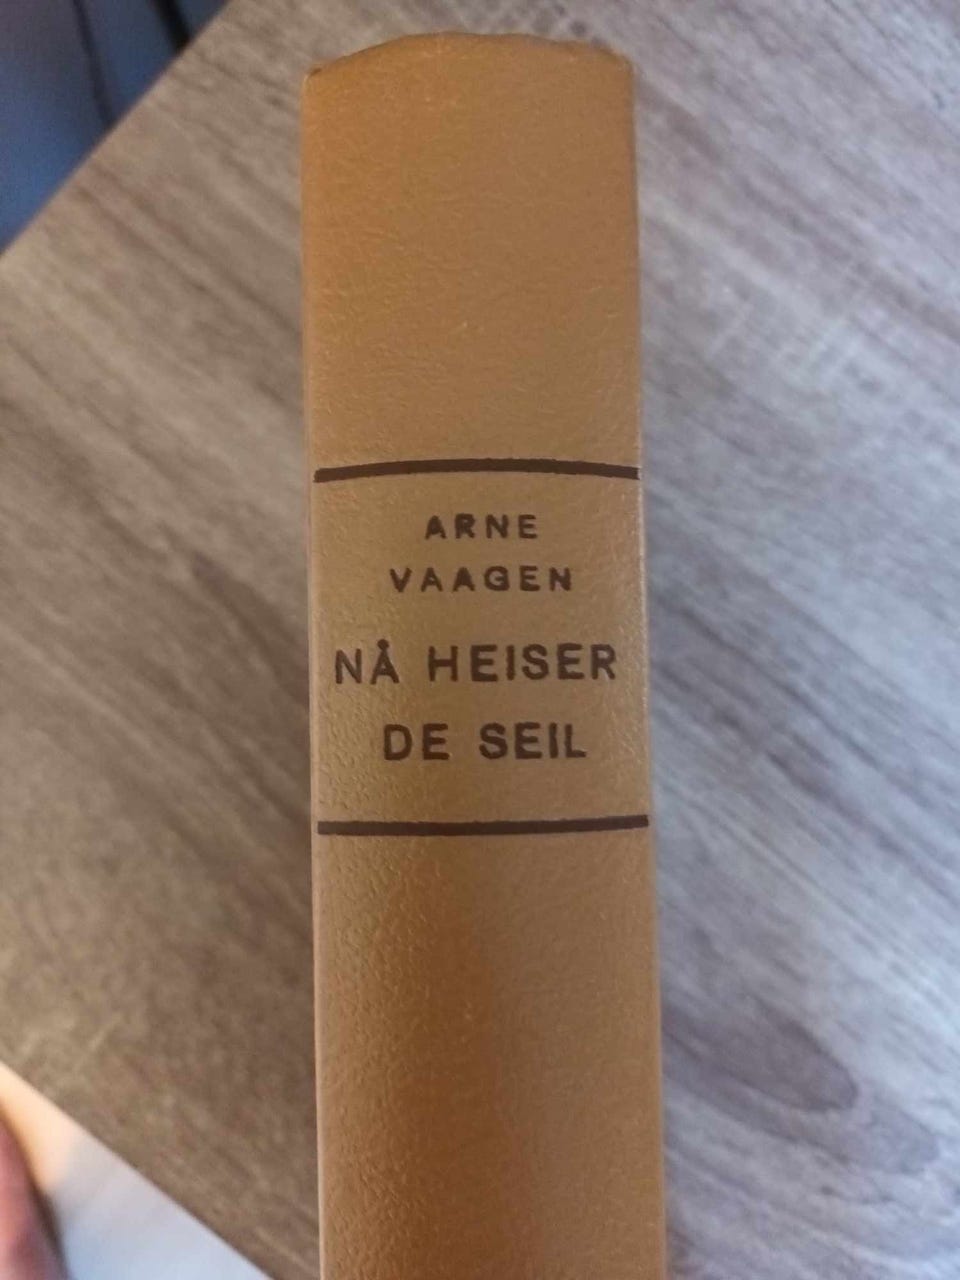 ARNE
VAAGEN
NÅ HEISER
DE SEIL